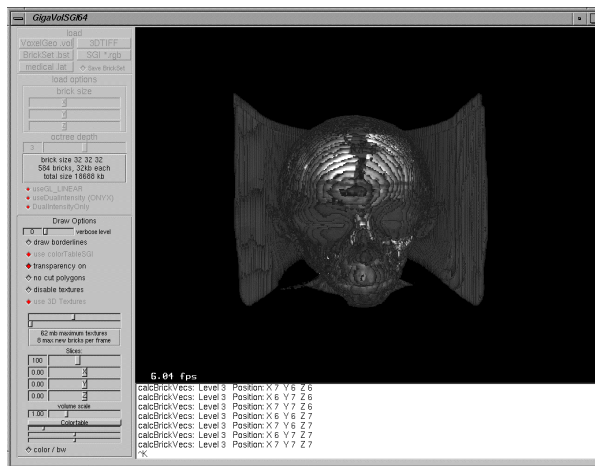 GigaVolSGI64
load
VoxelGeo .vol 3DTIFF
BrickSet .bst SGI *.rgb
medical .lat Save BrickSet
load options
brick size
octree depth
3
brick size 32 32 32
584 bricks, 32kb each
total size 18688 kb
useGL_LINEAR
useDualIntensity (ONYX)
DualIntensityOnly
Draw Options
0 verbose level
draw borderlines
use colorTableSGI
transparency on
no cut polygons
disable textures
use 3D Textures
62 mb maximum textures
8 max new bricks per frame
Slices:
100
0.00 X
0.00 Y
0.00 Z
volume scale
1.00
Colortable
color / bw
6.04 fps
calcBrickVecs: Level 3 Position: X 7 Y 6 Z 6
calcBrickVecs: Level 3 Position: X 6 Y 7 Z 6
calcBrickVecs: Level 3 Position: X 7 Y 7 Z 6
calcBrickVecs: Level 3 Position: X 6 Y 6 Z 7
calcBrickVecs: Level 3 Position: X 7 Y 6 Z 7
calcBrickVecs: Level 3 Position: X 6 Y 7 Z 7
calcBrickVecs: Level 3 Position: X 7 Y 7 Z 7
^K